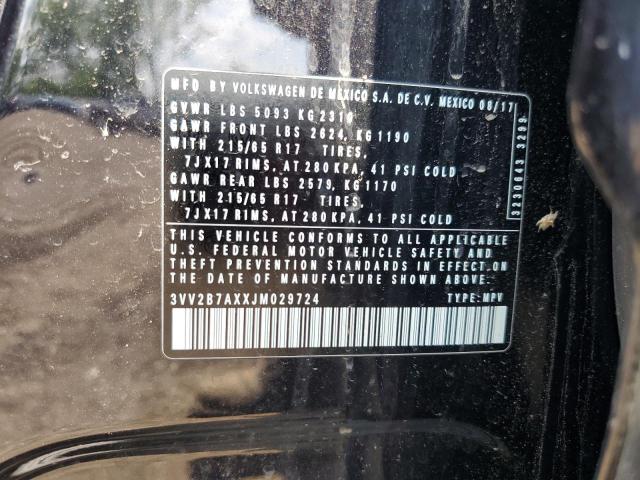 MFG BY VOLKSWAGEN DE MEXICO S.A. DE C.V. MEXICO 08/17
GVWR LBS 5093 KG 2310
GAWR FRONT LBS 2624, KG 1190
WITH 215/65 R17 TIRES,
7JX17 RIMS, AT 280 KPA, 41 PSI COLD
GAWR REAR LBS 2579, KG 1170
WITH 215/65 R17 TIRES,
7JX17 RIMS, AT 280 KPA, 41 PSI COLD
THIS VEHICLE CONFORMS TO ALL APPLICABLE
U.S. FEDERAL MOTOR VEHICLE SAFETY AND
THEFT PREVENTION STANDARDS IN EFFECT ON
THE DATE OF MANUFACTURE SHOWN ABOVE
3VV2B7AXXJM029724 TYPE: MPV
3230643 3299